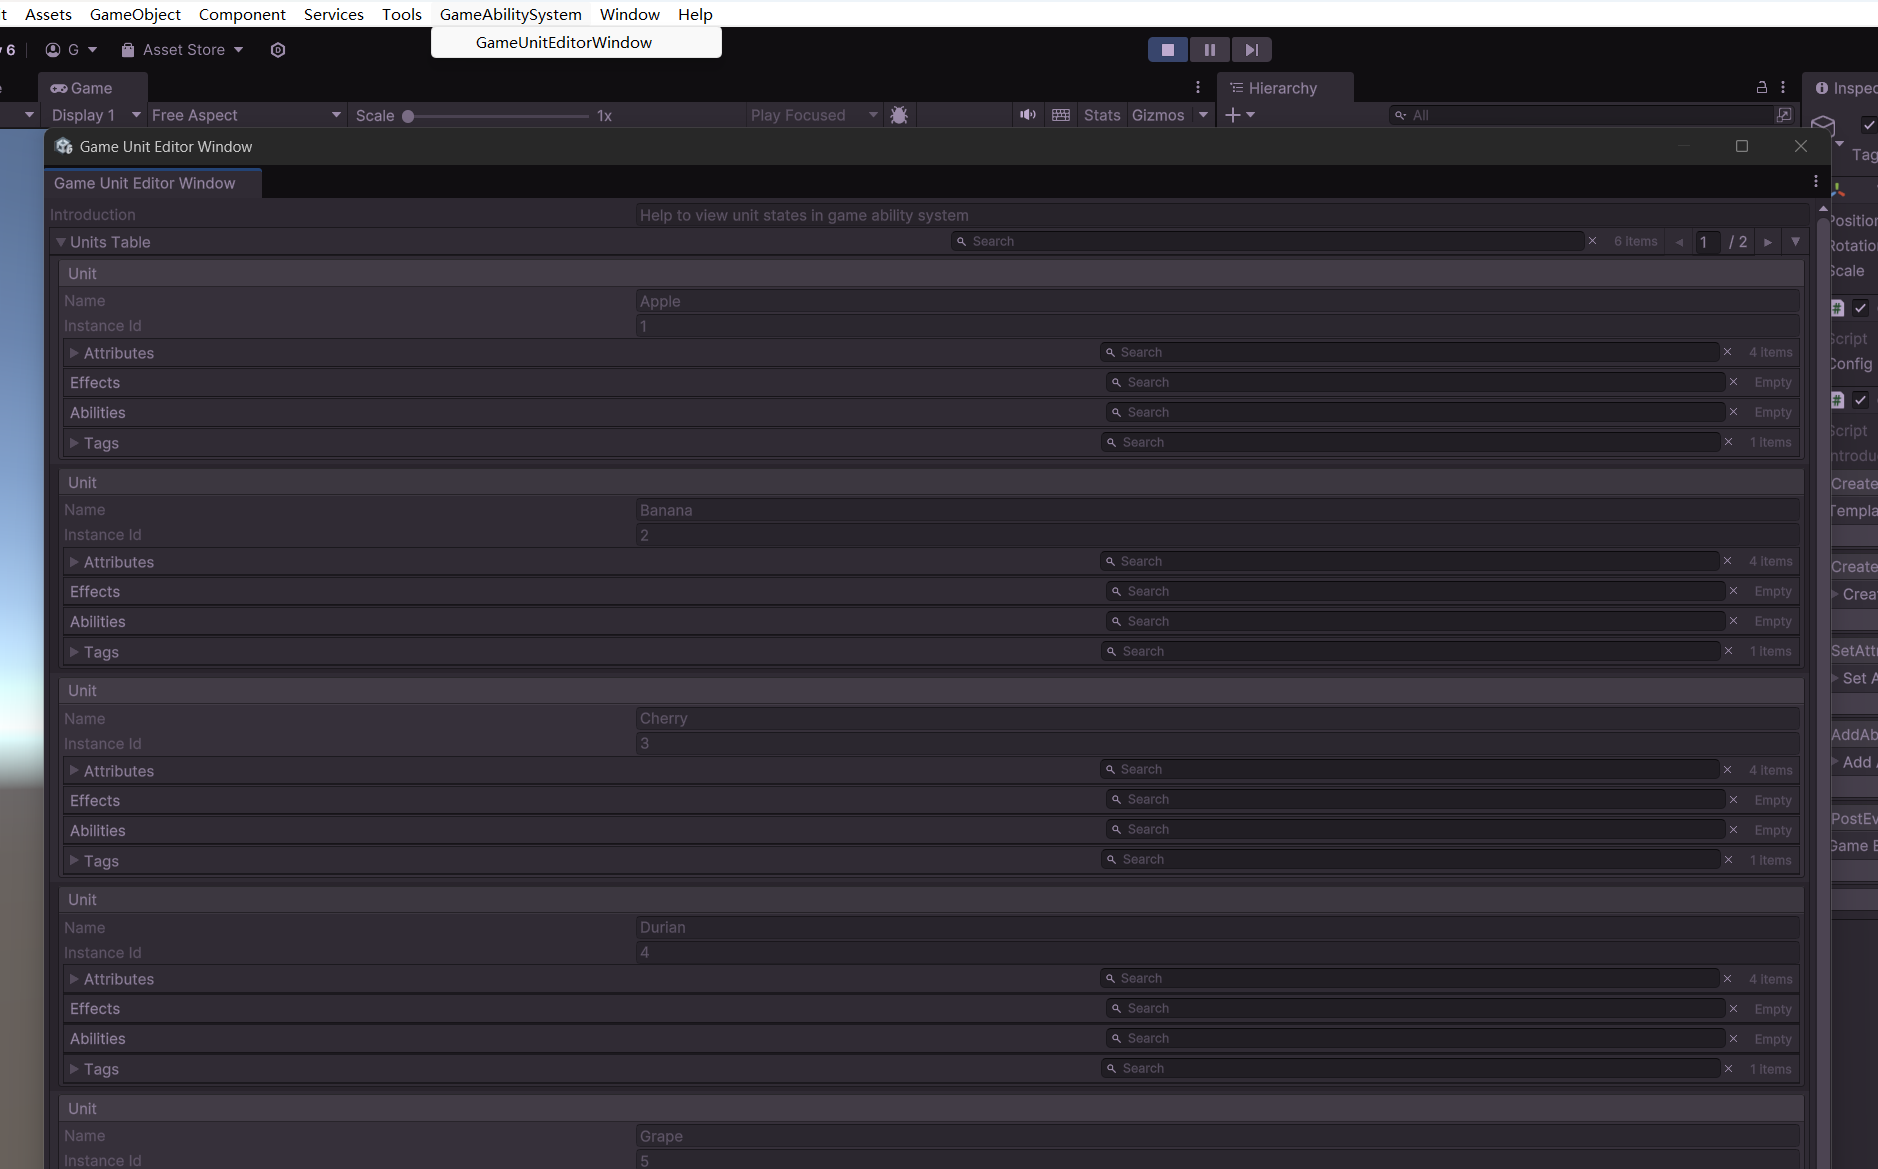 t Assets GameObject Component Services Tools GameAbilitySystem Window Help
GameUnitEditorWindow
6 G Asset Store
Game Hierarchy Inspec
Display 1 Free Aspect Scale 1x Play Focused Stats Gizmos All
Game Unit Editor Window
Tag
Game Unit Editor Window
Introduction Help to view unit states in game ability system
Position
Units Table Search 6 items 1 / 2
Rotatio
Unit
Scale
Name Apple
Instance Id 1
Script
Attributes Search 4 items
Config
Effects Search Empty
Abilities Search Empty
Script
Tags Search 1 items
ntrodu
Unit
Create
Name Banana
Templa
Instance Id 2
Attributes Search 4 items
Create
Effects Search Empty
Crea
Abilities Search Empty
Tags Search 1 items
SetAttr
Set A
Unit
Name Cherry
AddAb
Instance Id 3
Add A
Attributes Search 4 items
Effects Search Empty
PostEv
Abilities Search Empty
Game E
Tags Search 1 items
Unit
Name Durian
Instance Id 4
Attributes Search 4 items
Effects Search Empty
Abilities Search Empty
Tags Search 1 items
Unit
Name Grape
Instance Id 5